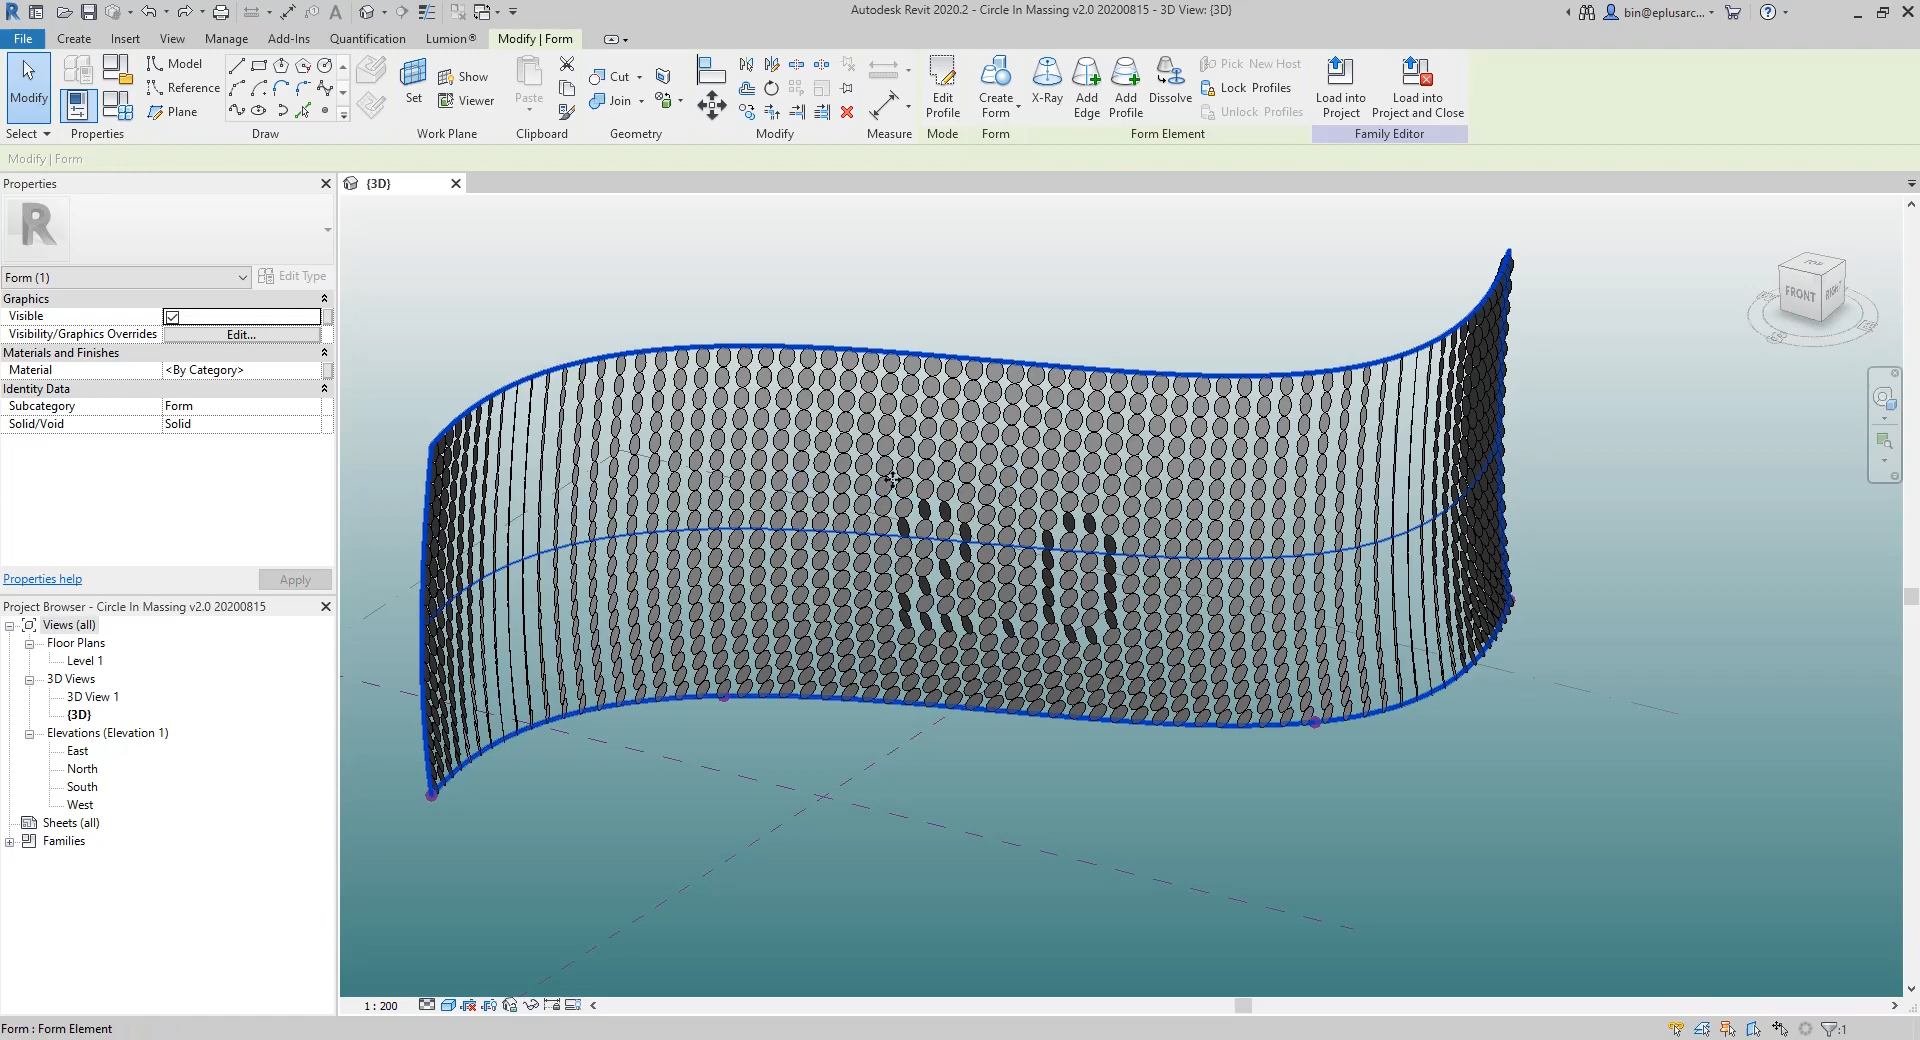 Autodesk Revit 2020.2 - Circle In Massing v2.0 20200815 - 3D View: {3D}
bin@eplusarc...
File
Create
Insert
View
Manage
Add-Ins
Quantification
Lumion®
Modify | Form
Modify
Select
Properties
Model
Reference
Plane
Draw
Set
Show
Viewer
Work Plane
Paste
Clipboard
Cut
Join
Geometry
Modify
Measure
Edit
Profile
Mode
Create
Form
Form
X-Ray
Add
Edge
Add
Profile
Dissolve
Pick New Host
Lock Profiles
Unlock Profiles
Form Element
Load into
Project
Load into
Project and Close
Family Editor
Modify | Form
Properties
{3D}
R
Form (1)
Edit Type
Graphics
Visible
Visibility/Graphics Overrides
Edit...
Materials and Finishes
Material
<By Category>
Identity Data
Subcategory
Form
Solid/Void
Solid
Properties help
Apply
Project Browser - Circle In Massing v2.0 20200815
Views (all)
Floor Plans
Level 1
3D Views
3D View 1
{3D}
Elevations (Elevation 1)
East
North
South
West
Sheets (all)
Families
TOP
FRONT
RIGHT
2.0
1 : 200
Form : Form Element
:1